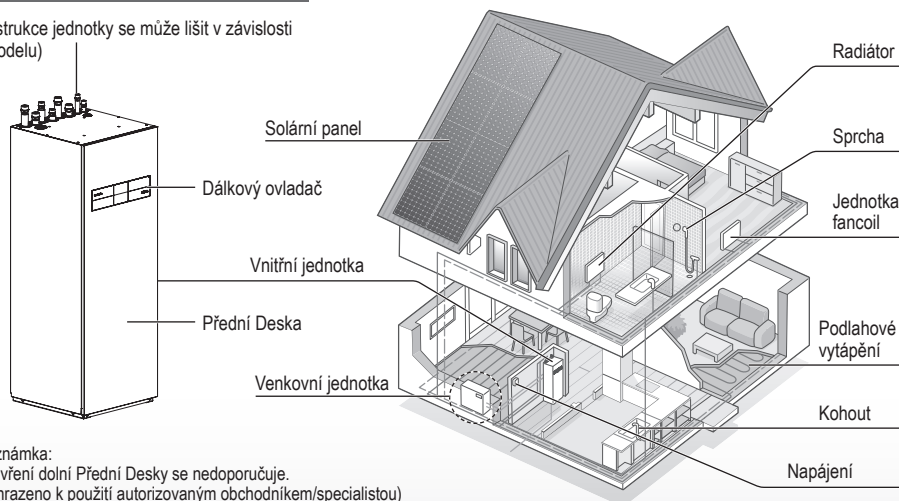 strukce jednotky se může lišit v závislosti
odelu)
Solární panel
Dálkový ovladač
Vnitřní jednotka
Přední Deska
Venkovní jednotka
Radiátor
Sprcha
Jednotka
fancoil
Podlahové
vytápění
Kohout
Napájení
známka:
vření dolní Přední Desky se nedoporučuje.
hrazeno k použití autorizovaným obchodníkem/specialistou)